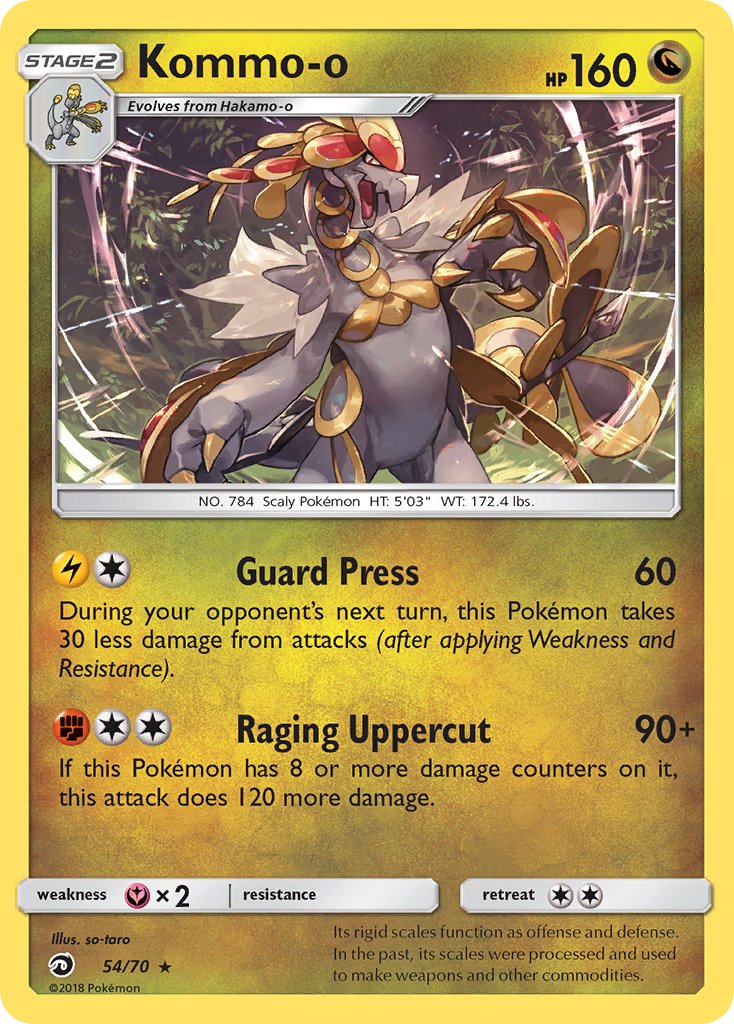 STAGE2
Kommo-o
HP 160
Evolves from Hakamo-o
NO. 784 Scaly Pokémon HT: 5'03" WT: 172.4 lbs.
Guard Press 60
During your opponent's next turn, this Pokémon takes
30 less damage from attacks (after applying Weakness and
Resistance).
Raging Uppercut 90+
If this Pokémon has 8 or more damage counters on it,
this attack does 120 more damage.
weakness × 2 resistance retreat
Illus. so-taro
54/70 ★
©2018 Pokémon
Its rigid scales function as offense and defense.
In the past, its scales were processed and used
to make weapons and other commodities.